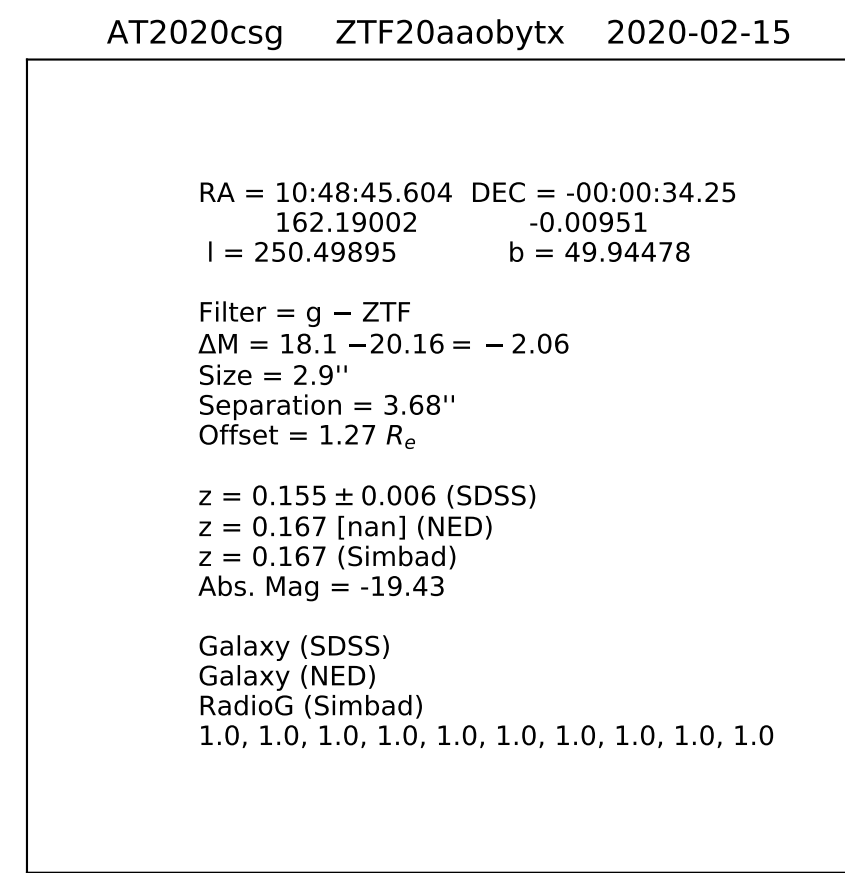 AT2020csg ZTF20aaobytx 2020-02-15
RA = 10:48:45.604 DEC = -00:00:34.25
162.19002 -0.00951
l = 250.49895 b = 49.94478
Filter = g − ZTF
ΔM = 18.1 −20.16 = − 2.06
Size = 2.9''
Separation = 3.68''
Offset = 1.27 Rₑ
z = 0.155 ± 0.006 (SDSS)
z = 0.167 [nan] (NED)
z = 0.167 (Simbad)
Abs. Mag = -19.43
Galaxy (SDSS)
Galaxy (NED)
RadioG (Simbad)
1.0, 1.0, 1.0, 1.0, 1.0, 1.0, 1.0, 1.0, 1.0, 1.0